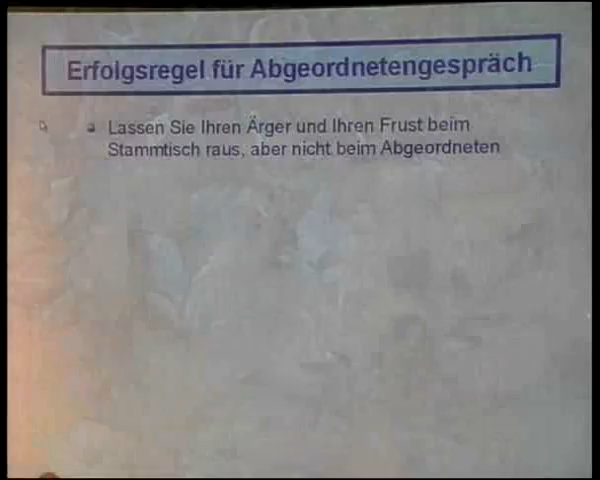 Erfolgsregel für Abgeordnetengespräch
Lassen Sie Ihren Ärger und Ihren Frust beim
Stammtisch raus, aber nicht beim Abgeordneten